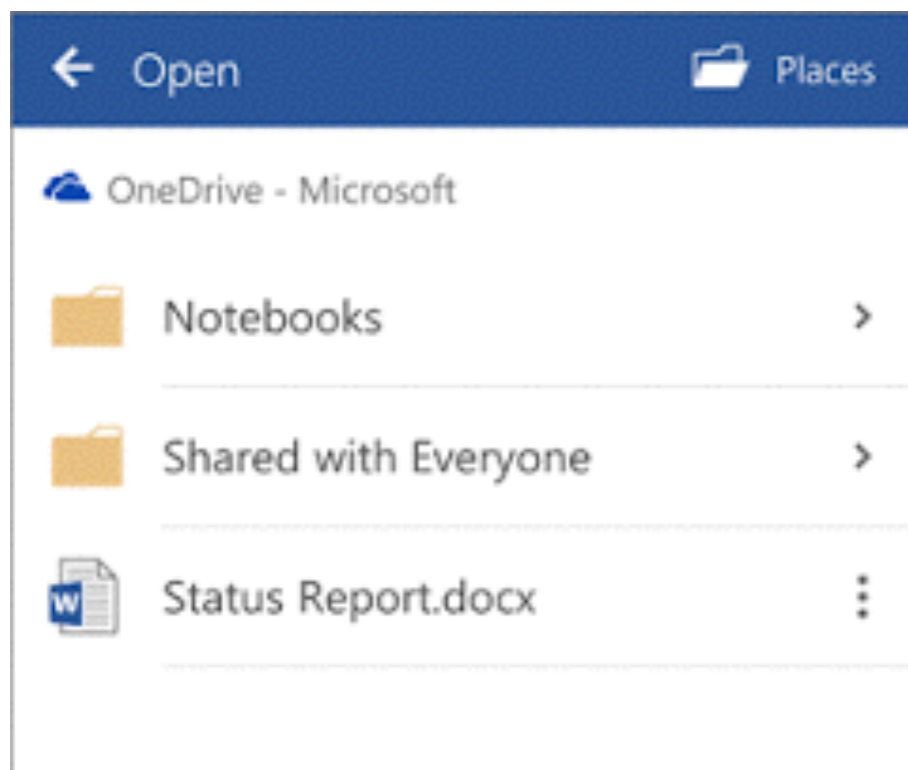 Open Places
OneDrive - Microsoft
Notebooks
Shared with Everyone
W Status Report.docx